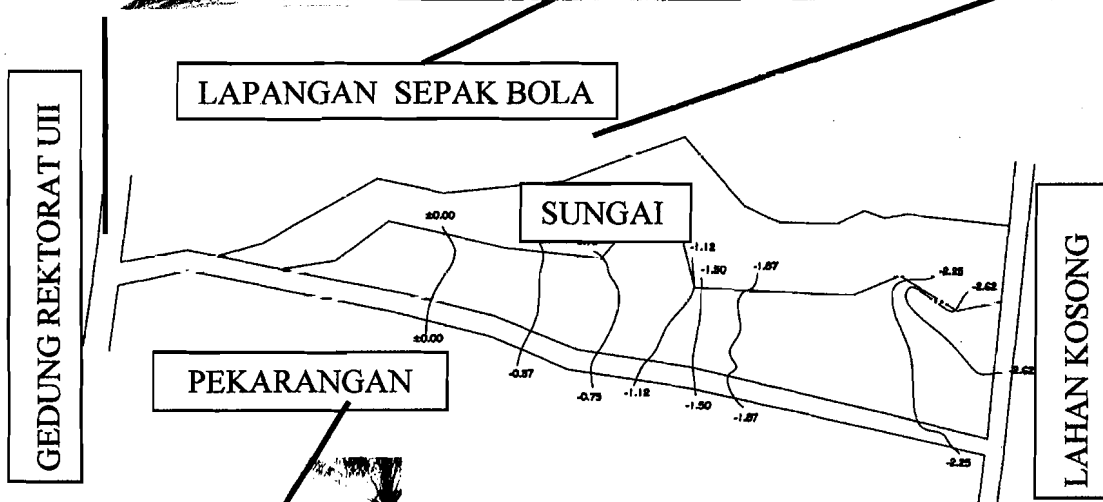 LAPANGAN SEPAK BOLA
GEDUNG REKTORAT UII
SUNGAI
±0.00
-1.12
-1.50
-1.87
-2.25
-2.62
LAHAN KOSONG
±0.00
-0.37
-0.75
-1.12
-1.50
-1.87
-2.62
-2.25
PEKARANGAN